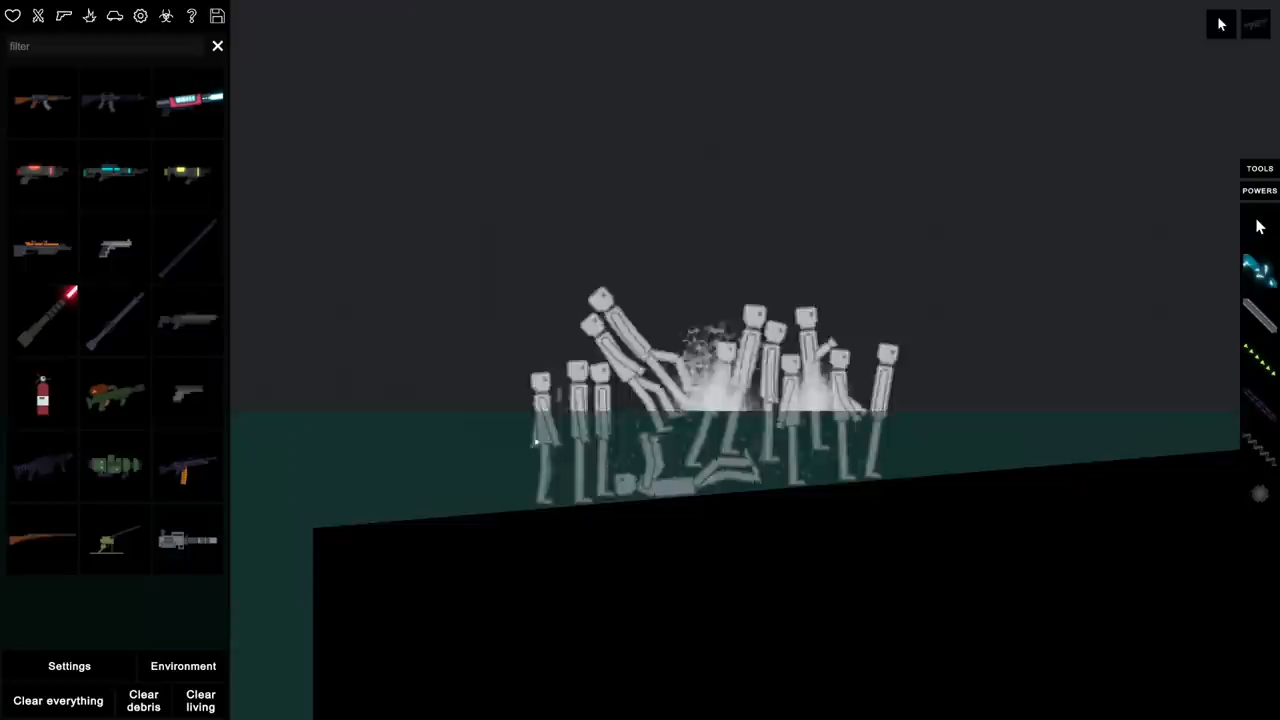 filter
TOOLS
POWERS
Settings
Environment
Clear everything
Clear
debris
Clear
living